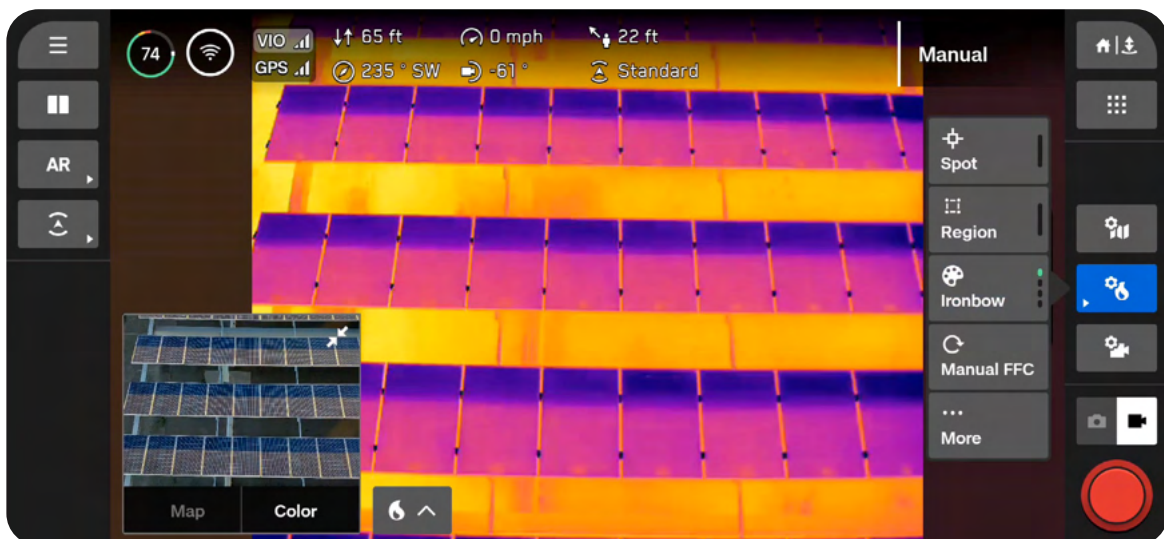 74
VIO
GPS
65 ft
0 mph
22 ft
235 ° SW
-61 °
Standard
Manual
AR
Spot
Region
Ironbow
Manual FFC
More
Map
Color